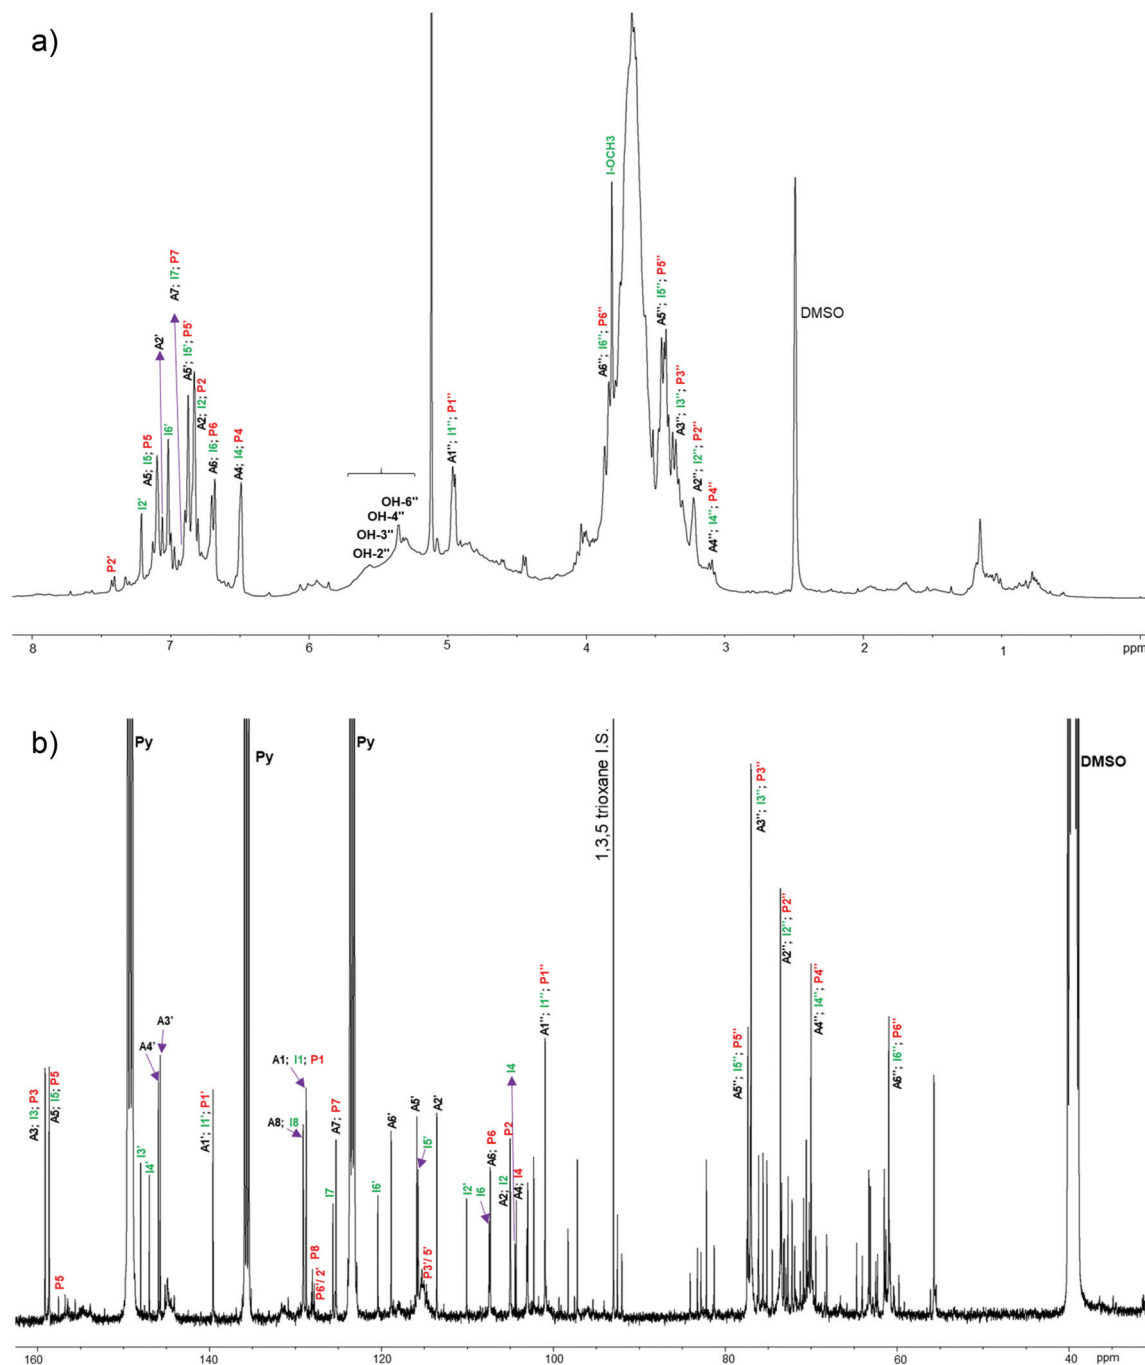 a)
I-OCH3
A7; I7; P7
A6"; I6"; P6"
A5"; I5"; P5"
DMSO
A2'
A5'; I5'; P5'
A2; I2; P2
A3"; I3"; P3"
A1"; I1"; P1"
I6'
A5; I5; P5
A6; I6; P6
A4; I4; P4
A2"; I2"; P2"
I2'
OH-6"
OH-4"
OH-3"
OH-2"
A4"; I4"; P4"
P2'
8 7 6 5 4 3 2 1 ppm
b)
Py
Py
Py
1,3,5 trioxane I.S.
DMSO
A3"; I3"; P3"
A2"; I2"; P2"
A4"; I4"; P4"
A5"; I5"; P5"
A6"; I6"; P6"
A1"; I1"; P1"
A3'
A4'
A1; I1; P1
I4
A3; I3; P3
A5; I5; P5
I3'
I4'
A1'; I1'; P1'
A8; I8
I7
A7; P7
I6'
A6'
A5'
I5'
A2'
I2'
I6
A6; P6
A2; I2
P2
A4; I4
P5
P6'/ 2'
P8
P3'/ 5'
160 140 120 100 80 60 40 ppm